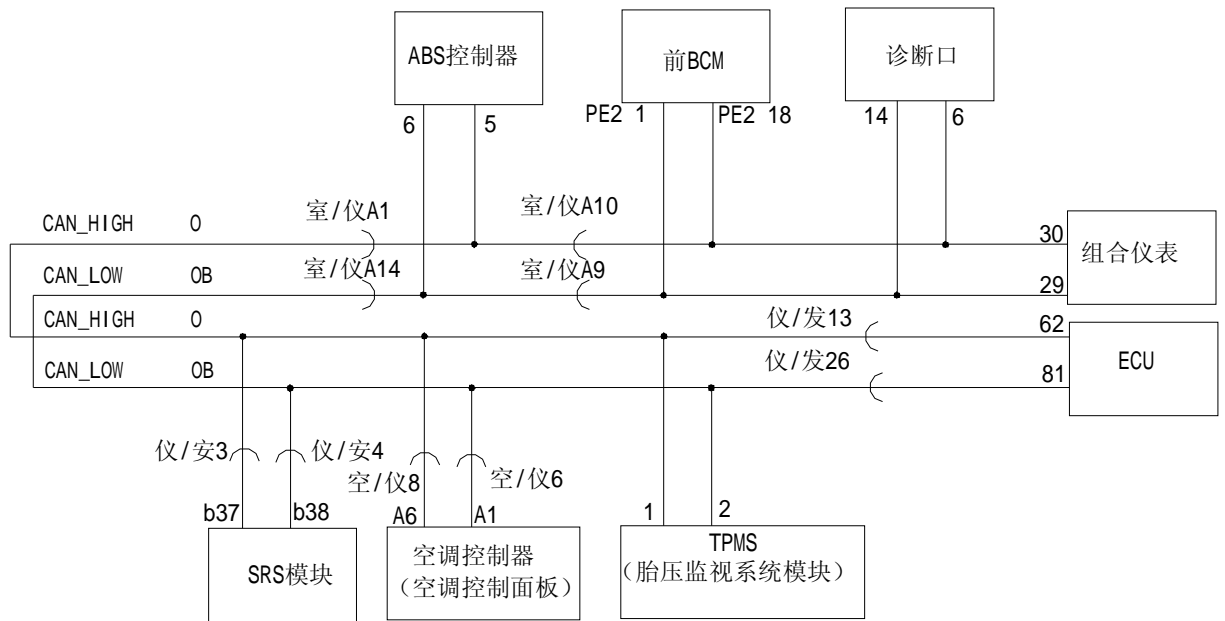 ABS控制器
前BCM
诊断口
6
5
PE2 1
PE2 18
14
6
CAN_HIGH O
室/仪A1
室/仪A10
30
组合仪表
CAN_LOW OB
室/仪A14
室/仪A9
29
CAN_HIGH O
仪/发13
62
ECU
CAN_LOW OB
仪/发26
81
仪/安3
仪/安4
空/仪8
空/仪6
b37
b38
A6
A1
1
2
SRS模块
空调控制器
（空调控制面板）
TPMS
（胎压监视系统模块）